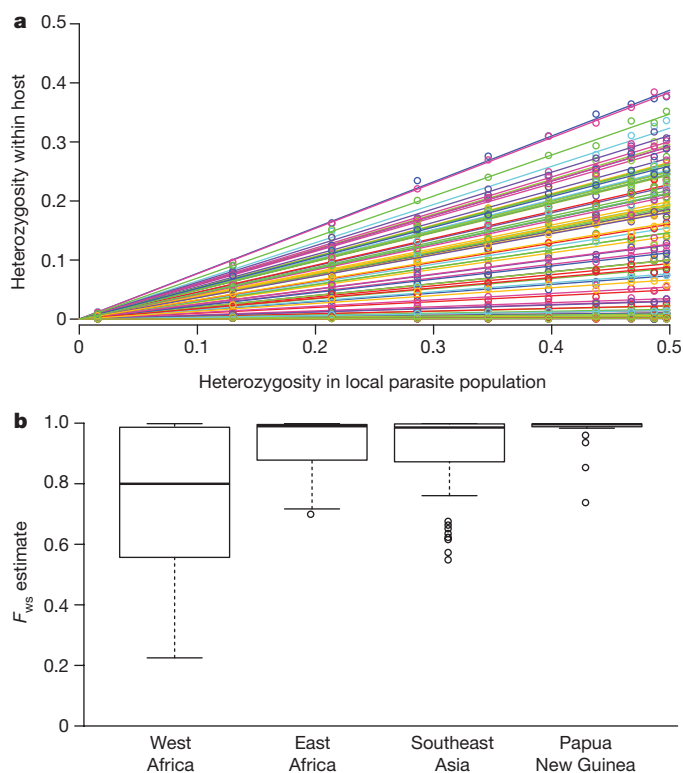 a
0.5
0.4
0.3
0.2
0.1
0
Heterozygosity within host
0 0.1 0.2 0.3 0.4 0.5
Heterozygosity in local parasite population
b
1.0
0.8
0.6
0.4
0.2
0
Fws estimate
West Africa
East Africa
Southeast Asia
Papua New Guinea